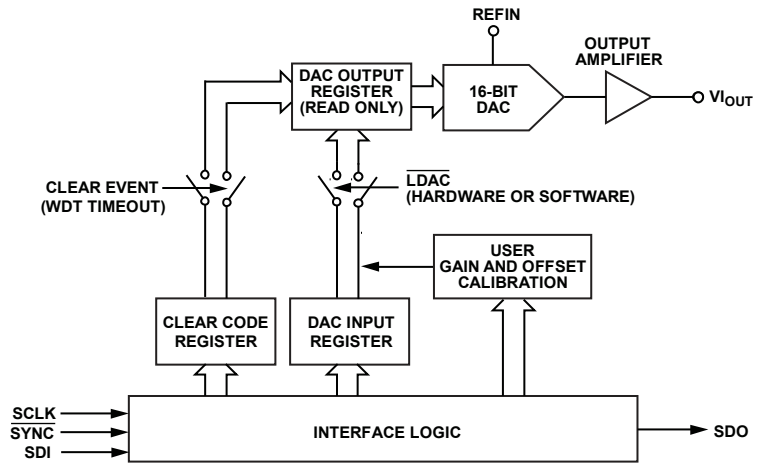 REFIN
OUTPUT
AMPLIFIER
DAC OUTPUT
REGISTER
(READ ONLY)
16-BIT
DAC
VIOUT
CLEAR EVENT
(WDT TIMEOUT)
LDAC
(HARDWARE OR SOFTWARE)
USER
GAIN AND OFFSET
CALIBRATION
CLEAR CODE
REGISTER
DAC INPUT
REGISTER
SCLK
SYNC
SDI
INTERFACE LOGIC
SDO